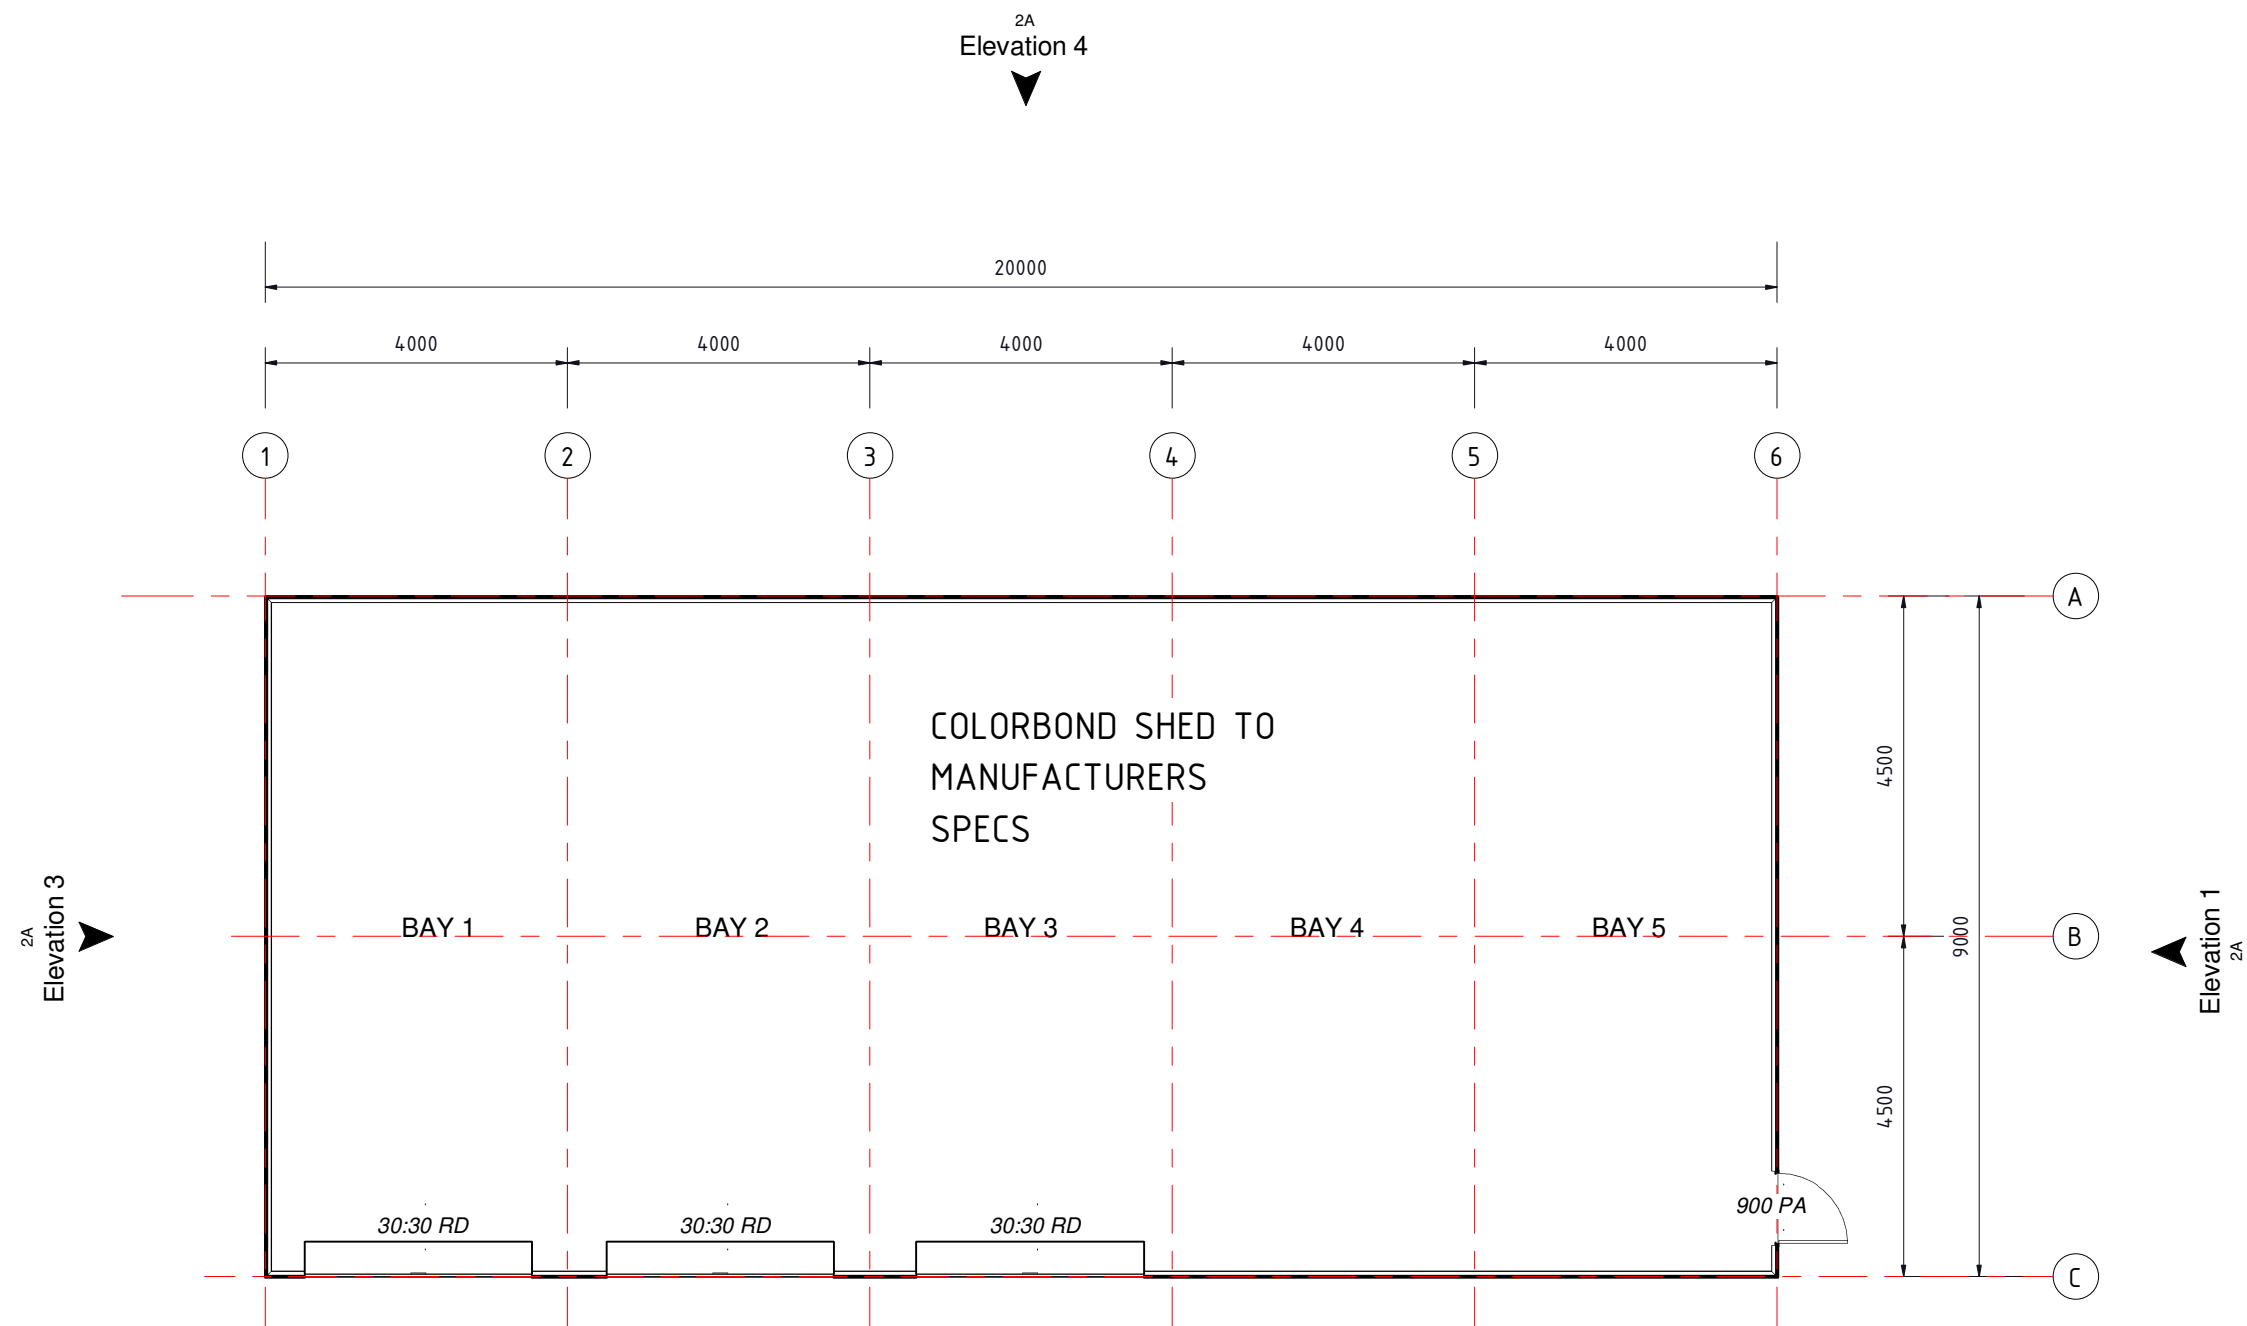 2A
Elevation 4
20000
4000
4000
4000
4000
4000
1
2
3
4
5
6
A
COLORBOND SHED TO
MANUFACTURERS
SPECS
4500
2A
Elevation 3
BAY 1
BAY 2
BAY 3
BAY 4
BAY 5
9000
B
Elevation 1
2A
4500
900 PA
30:30 RD
30:30 RD
30:30 RD
C